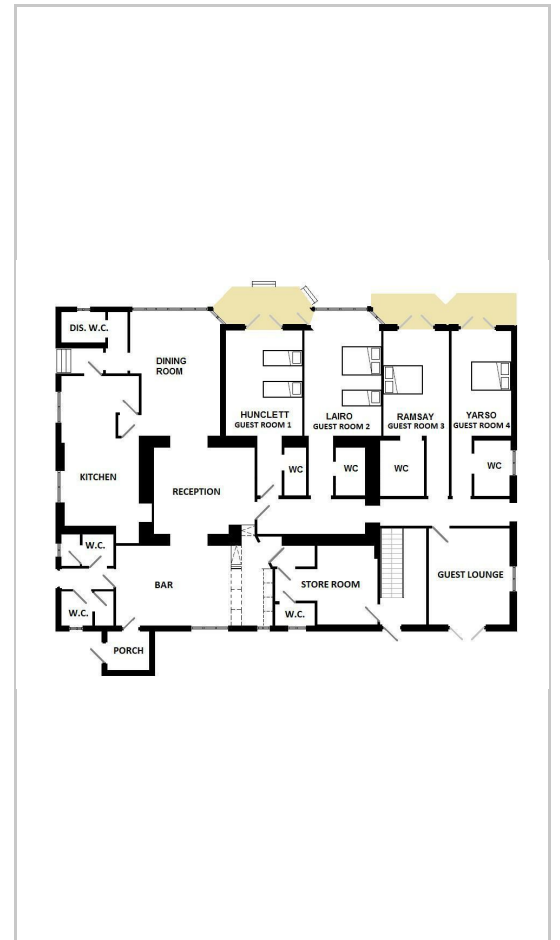 DIS. W.C.
DINING
ROOM
HUNCLETT
GUEST ROOM 1
LAIRO
GUEST ROOM 2
RAMSAY
GUEST ROOM 3
YARSO
GUEST ROOM 4
KITCHEN
RECEPTION
WC
WC
WC
WC
W.C.
BAR
STORE ROOM
GUEST LOUNGE
W.C.
W.C.
PORCH